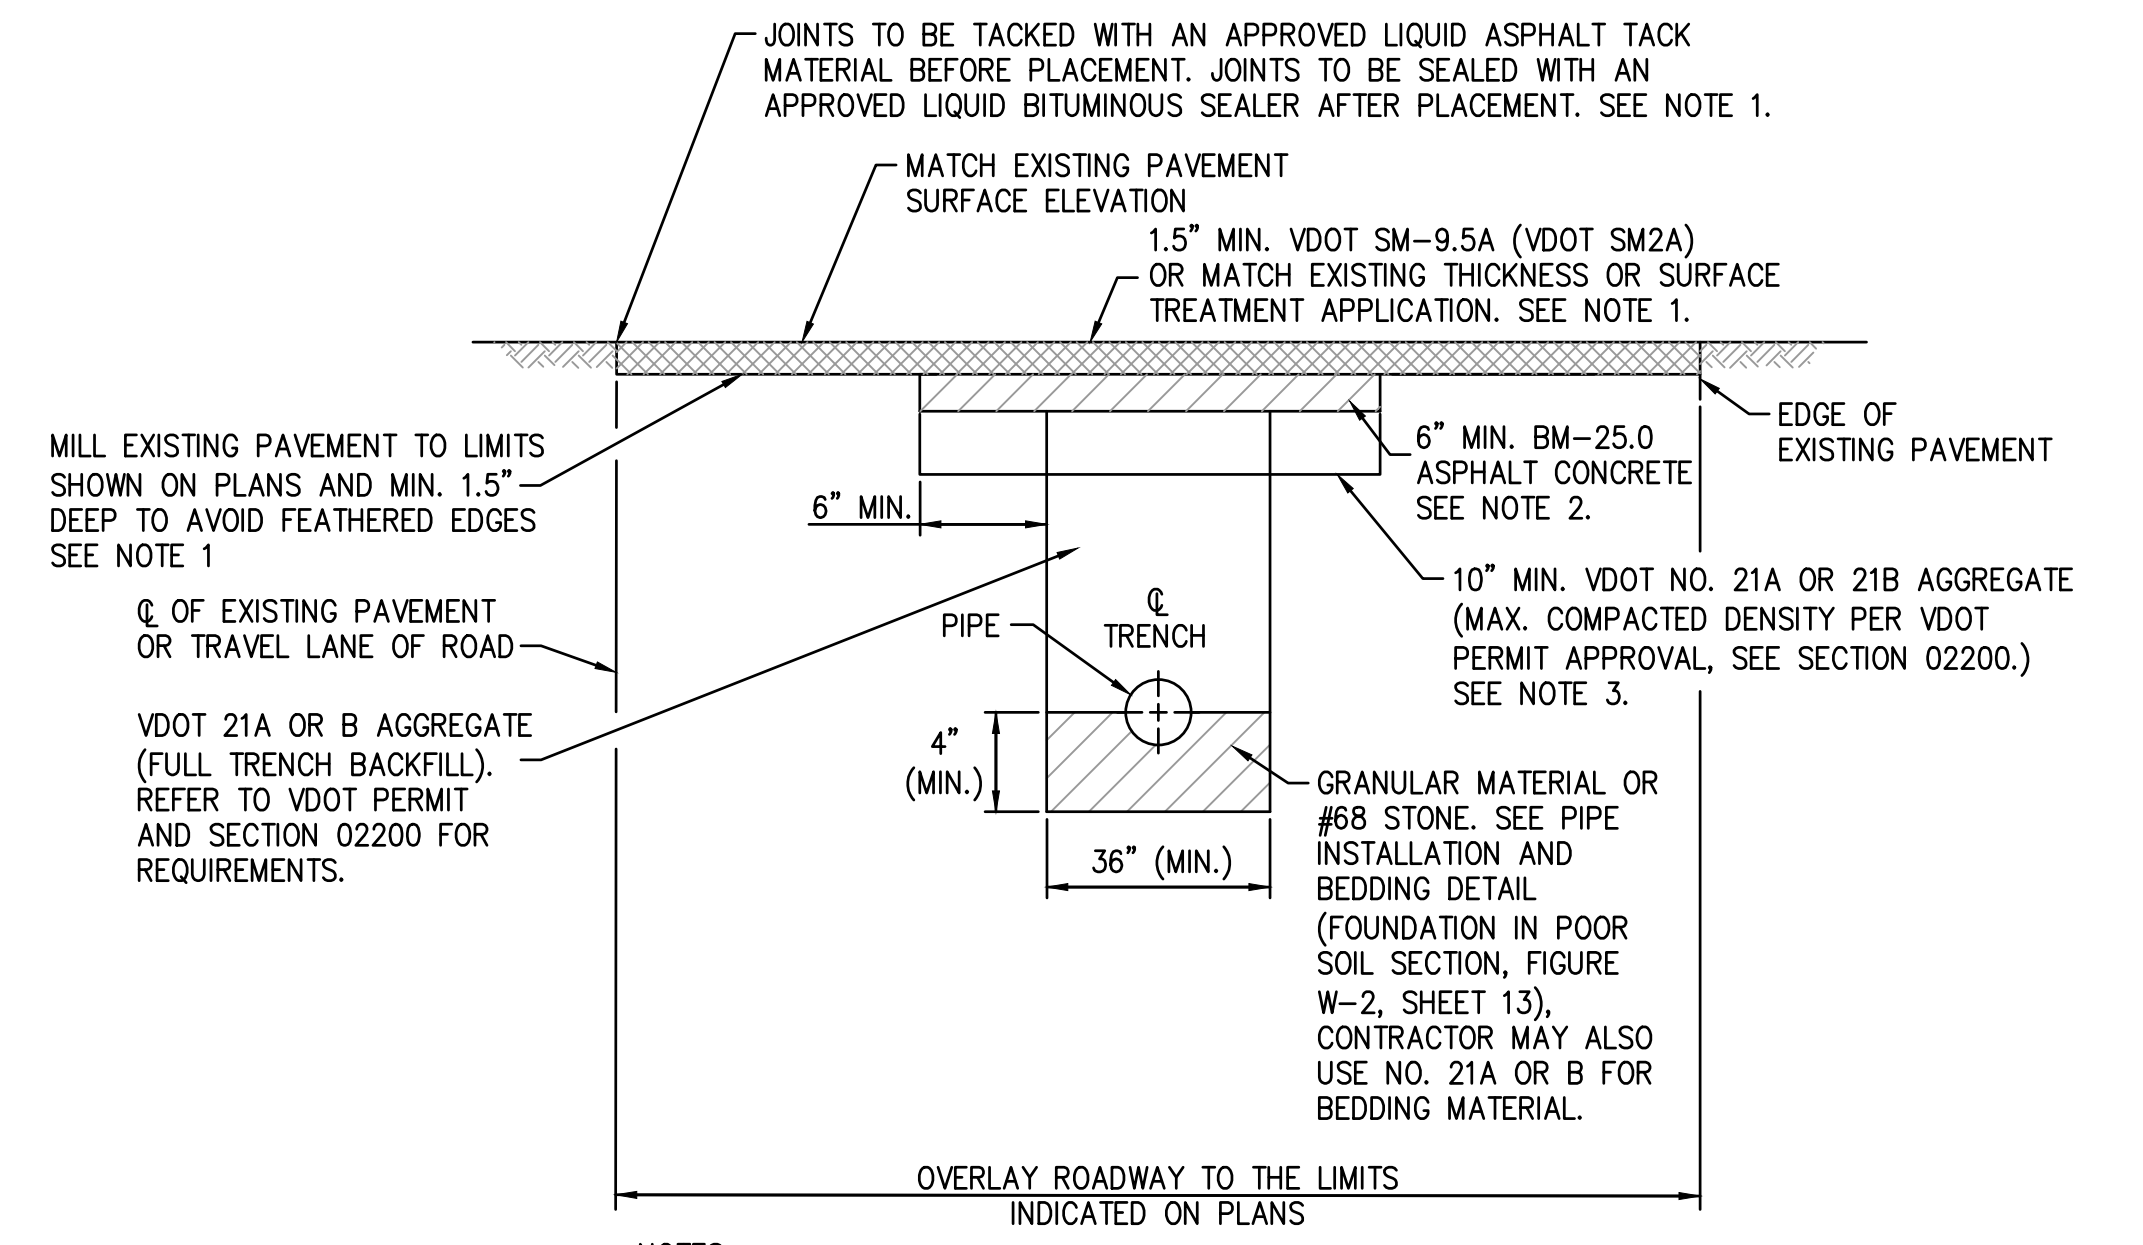 JOINTS TO BE TACKED WITH AN APPROVED LIQUID ASPHALT TACK
MATERIAL BEFORE PLACEMENT. JOINTS TO BE SEALED WITH AN
APPROVED LIQUID BITUMINOUS SEALER AFTER PLACEMENT. SEE NOTE 1.
MATCH EXISTING PAVEMENT
SURFACE ELEVATION
1.5” MIN. VDOT SM-9.5A (VDOT SM2A)
OR MATCH EXISTING THICKNESS OR SURFACE
TREATMENT APPLICATION. SEE NOTE 1.
MILL EXISTING PAVEMENT TO LIMITS
SHOWN ON PLANS AND MIN. 1.5”
DEEP TO AVOID FEATHERED EDGES
SEE NOTE 1
EDGE OF
EXISTING PAVEMENT
6” MIN. BM-25.0
ASPHALT CONCRETE
SEE NOTE 2.
6” MIN.
10” MIN. VDOT NO. 21A OR 21B AGGREGATE
(MAX. COMPACTED DENSITY PER VDOT
PERMIT APPROVAL, SEE SECTION 02200.)
SEE NOTE 3.
℄ OF EXISTING PAVEMENT
OR TRAVEL LANE OF ROAD
PIPE
℄
TRENCH
VDOT 21A OR B AGGREGATE
(FULL TRENCH BACKFILL).
REFER TO VDOT PERMIT
AND SECTION 02200 FOR
REQUIREMENTS.
4”
(MIN.)
36” (MIN.)
GRANULAR MATERIAL OR
#68 STONE. SEE PIPE
INSTALLATION AND
BEDDING DETAIL
(FOUNDATION IN POOR
SOIL SECTION, FIGURE
W-2, SHEET 13),
CONTRACTOR MAY ALSO
USE NO. 21A OR B FOR
BEDDING MATERIAL.
OVERLAY ROADWAY TO THE LIMITS
INDICATED ON PLANS